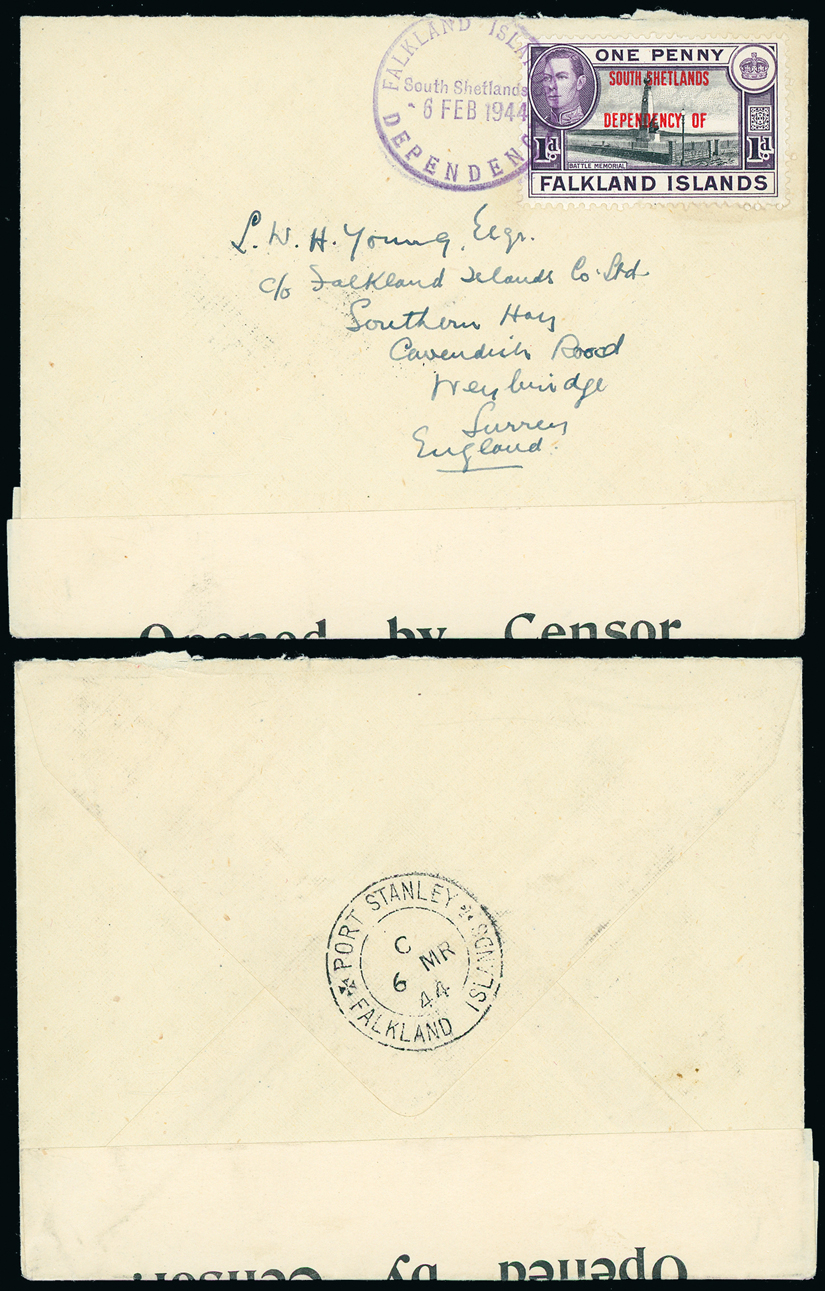 FALKLAND ISLA
South Shetlands
- 6 FEB 1944
DEPENDENC
ONE PENNY
SOUTH SHETLANDS
DEPENDENCY OF
1d. 1d.
BATTLE MEMORIAL
FALKLAND ISLANDS
L. W. H. Young, Esqr.
c/o Falkland Islands Co. Ltd
Southern Hay
Cavendish Road
Weybridge
Surrey
England.
Opened by Censor
PORT STANLEY
C
6 MR
44
FALKLAND ISLANDS
Opened by
Censor.